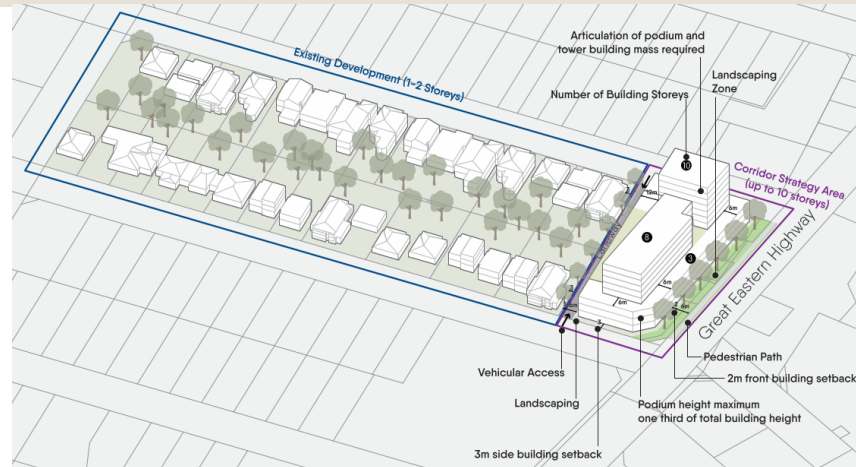 Articulation of podium and
tower building mass required
Landscaping
Zone
Existing Development (1-2 Storeys)
Number of Building Storeys
10
Corridor Strategy Area
(up to 10 storeys)
12m
6m
Laneway
8
3
6m
6m
6m
3
Great Eastern Highway
Pedestrian Path
Vehicular Access
2m front building setback
Landscaping
Podium height maximum
one third of total building height
3m side building setback